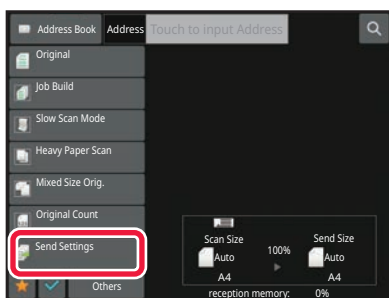 Address Book Address Touch to input Address
Original
Job Build
Slow Scan Mode
Heavy Paper Scan
Mixed Size Orig.
Original Count
Send Settings
Others
Scan Size 100% Send Size
Auto Auto
A4 A4
reception memory: 0%